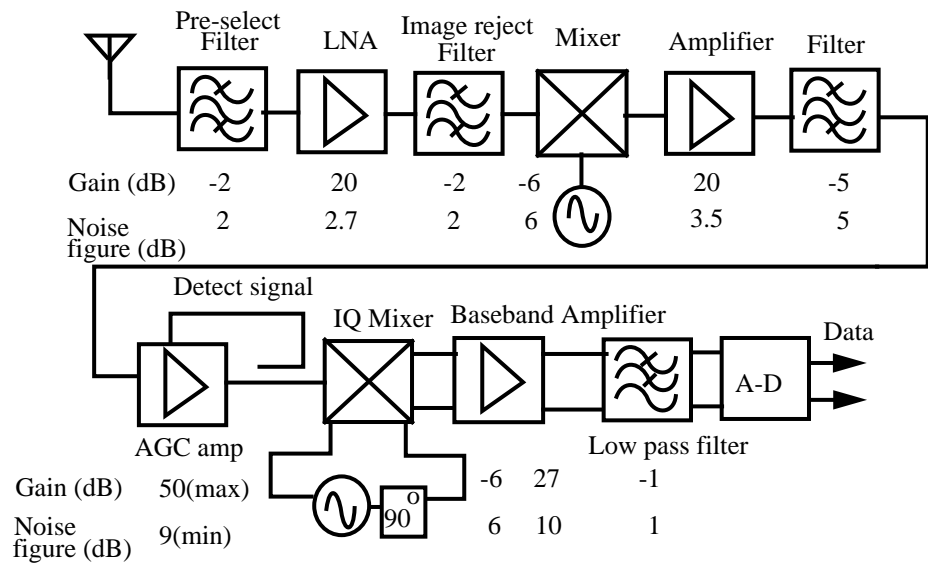 Pre-select
Filter
LNA
Image reject
Filter
Mixer
Amplifier
Filter
Gain (dB) -2 20 -2 -6 20 -5
Noise
figure (dB) 2 2.7 2 6 3.5 5
Detect signal
IQ Mixer
Baseband Amplifier
Data
A-D
AGC amp
Low pass filter
90°
Gain (dB) 50(max) -6 27 -1
Noise
figure (dB) 9(min) 6 10 1